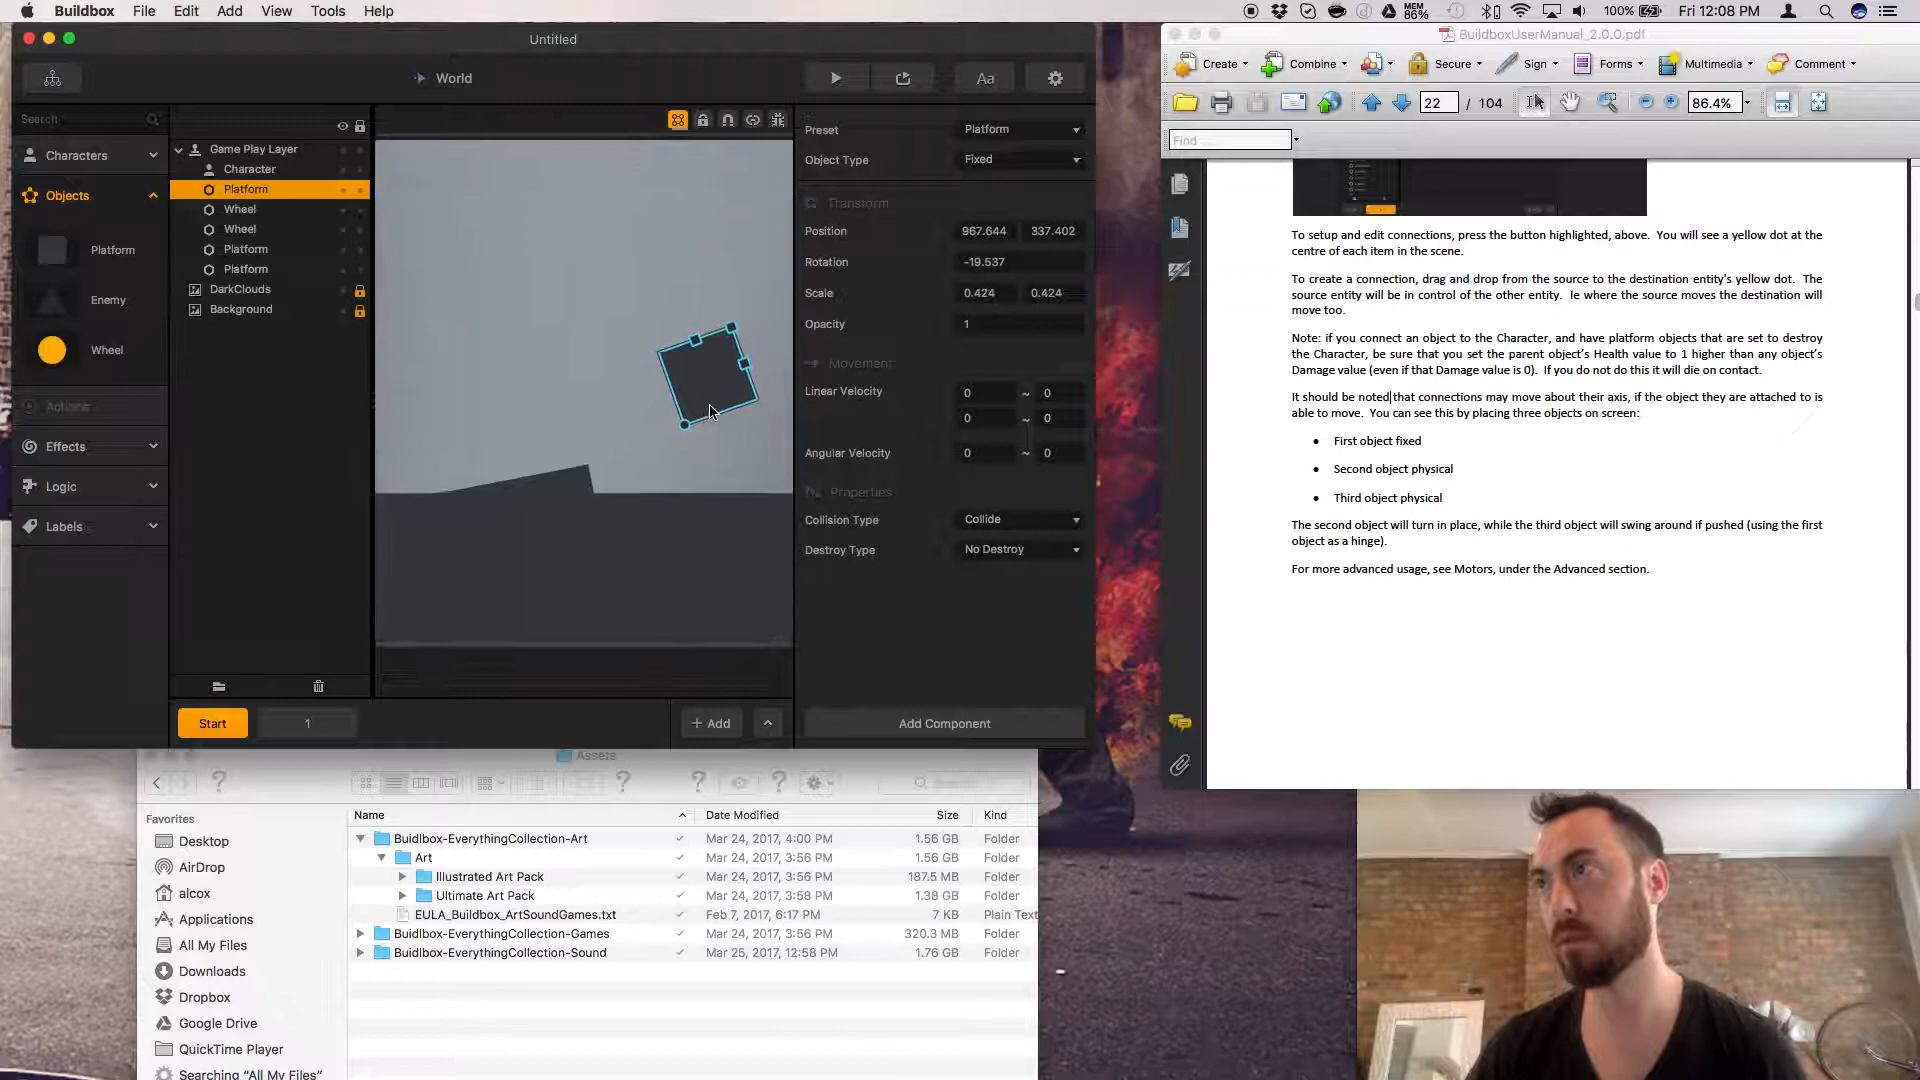 Buildbox File Edit Add View Tools Help
MEM 86% 100% Fri 12:08 PM
Untitled
World
Aa
Search
Characters
Objects
Platform
Enemy
Wheel
Actions
Effects
Logic
Labels
Game Play Layer
Character
Platform
Wheel
Wheel
Platform
Platform
DarkClouds
Background
Preset Platform
Object Type Fixed
Transform
Position 967.644 337.402
Rotation -19.537
Scale 0.424 0.424
Opacity 1
Movement
Linear Velocity 0 ~ 0
0 ~ 0
Angular Velocity 0 ~ 0
Properties
Collision Type Collide
Destroy Type No Destroy
Start 1 + Add Add Component
BuildboxUserManual_2.0.0.pdf
Create Combine Secure Sign Forms Multimedia Comment
22 / 104 86.4%
Find
To setup and edit connections, press the button highlighted, above. You will see a yellow dot at the
centre of each item in the scene.
To create a connection, drag and drop from the source to the destination entity's yellow dot. The
source entity will be in control of the other entity. Ie where the source moves the destination will
move too.
Note: if you connect an object to the Character, and have platform objects that are set to destroy
the Character, be sure that you set the parent object's Health value to 1 higher than any object's
Damage value (even if that Damage value is 0). If you do not do this it will die on contact.
It should be noted that connections may move about their axis, if the object they are attached to is
able to move. You can see this by placing three objects on screen:
• First object fixed
• Second object physical
• Third object physical
The second object will turn in place, while the third object will swing around if pushed (using the first
object as a hinge).
For more advanced usage, see Motors, under the Advanced section.
Assets
Favorites
Desktop
AirDrop
alcox
Applications
All My Files
Downloads
Dropbox
Google Drive
QuickTime Player
Searching "All My Files"
Name Date Modified Size Kind
Buidlbox-EverythingCollection-Art Mar 24, 2017, 4:00 PM 1.56 GB Folder
Art Mar 24, 2017, 3:56 PM 1.56 GB Folder
Illustrated Art Pack Mar 24, 2017, 3:56 PM 187.5 MB Folder
Ultimate Art Pack Mar 24, 2017, 3:58 PM 1.38 GB Folder
EULA_Buildbox_ArtSoundGames.txt Feb 7, 2017, 6:17 PM 7 KB Plain Text
Buidlbox-EverythingCollection-Games Mar 24, 2017, 3:56 PM 320.3 MB Folder
Buidlbox-EverythingCollection-Sound Mar 25, 2017, 12:58 PM 1.76 GB Folder